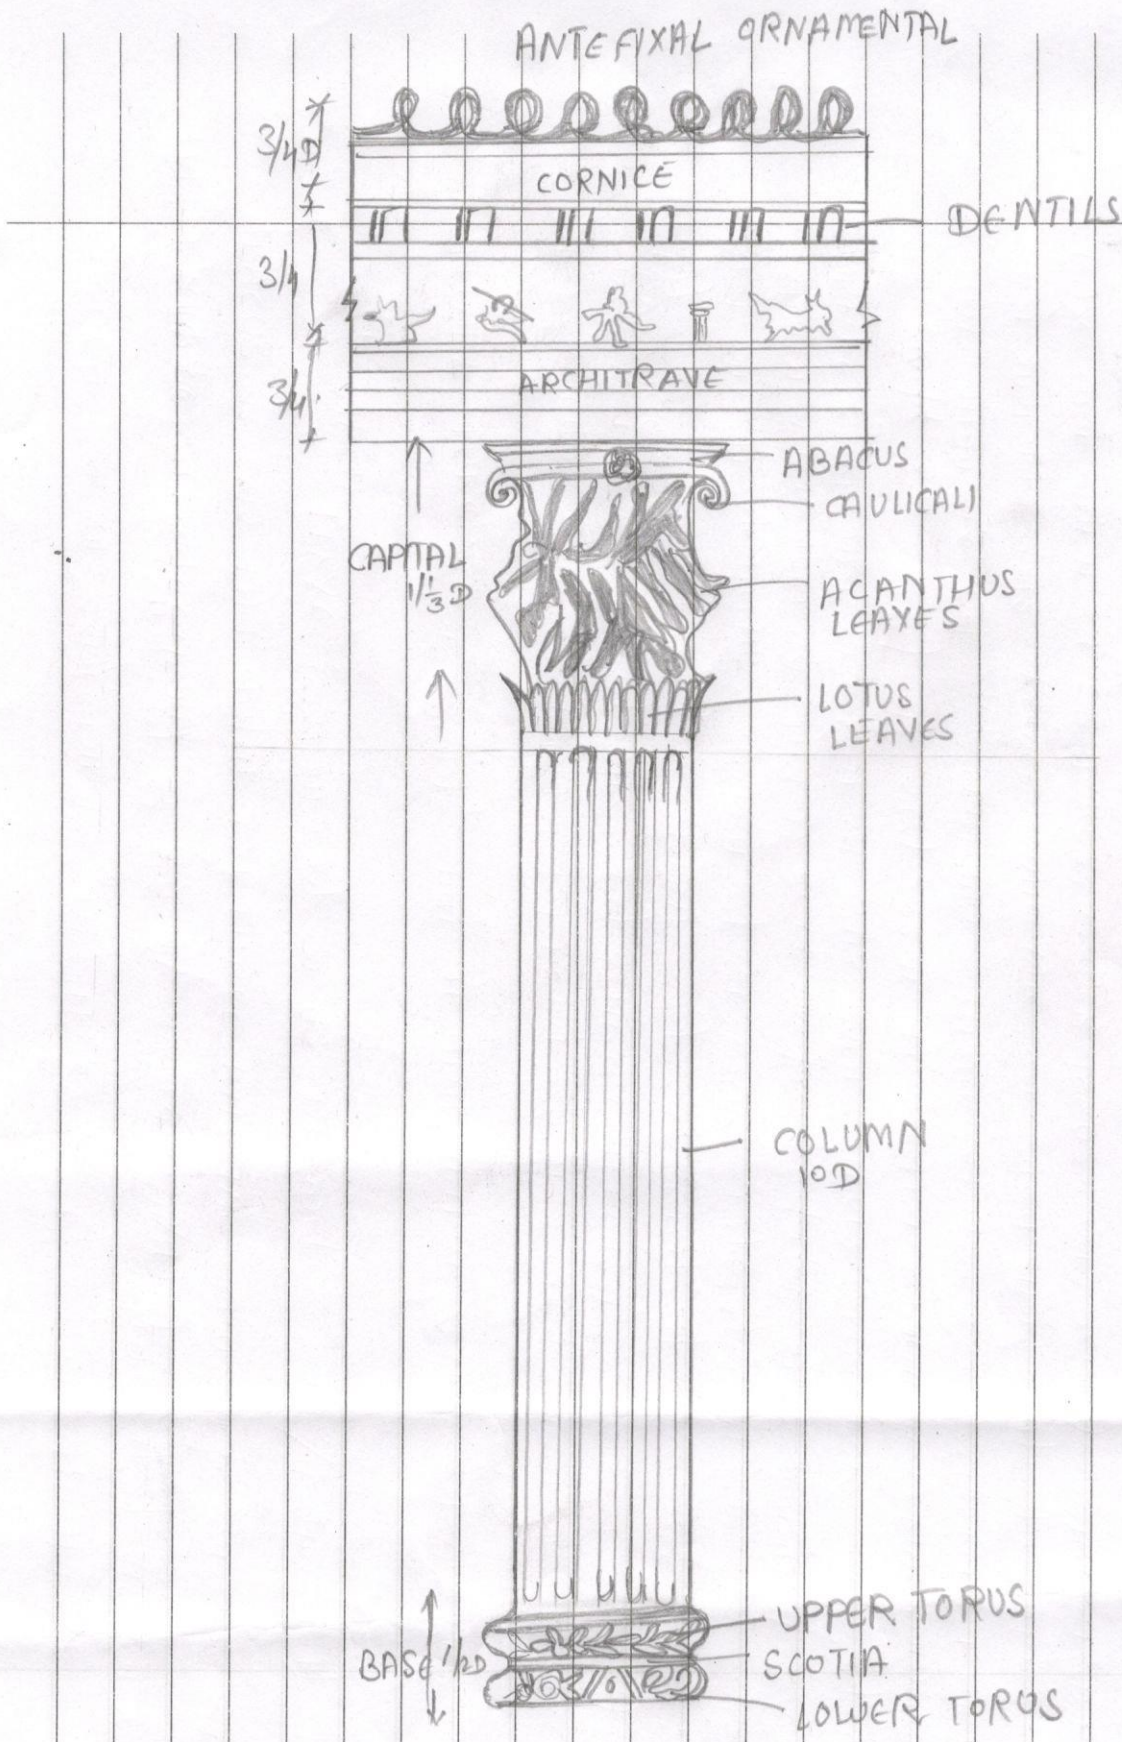 ANTEFIXAL ORNAMENTAL
3/4D
CORNICE
DENTILS
3/4
ARCHITRAVE
3/4
ABACUS
CAULICALI
CAPITAL
1 1/3 D
ACANTHUS
LEAVES
LOTUS
LEAVES
COLUMN
10D
UPPER TORUS
BASE 1/2D
SCOTIA
LOWER TORUS